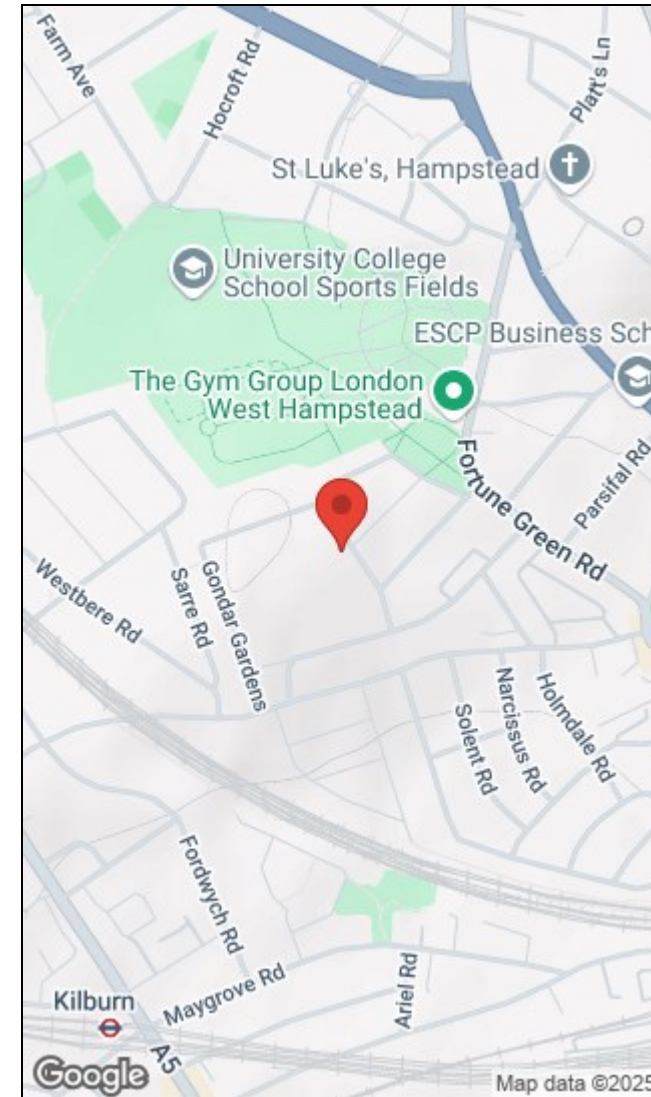 Farm Ave
Hocroft Rd
Platt's Ln
St Luke's, Hampstead
University College
School Sports Fields
ESCP Business Sch
The Gym Group London
West Hampstead
Fortune Green Rd
Parsifal Rd
Westbere Rd
Sarre Rd
Gondar Gardens
Solent Rd
Narcissus Rd
Holmdale Rd
Fordwych Rd
Maygrove Rd
Ariel Rd
Kilburn
A5
Google
Map data ©2025